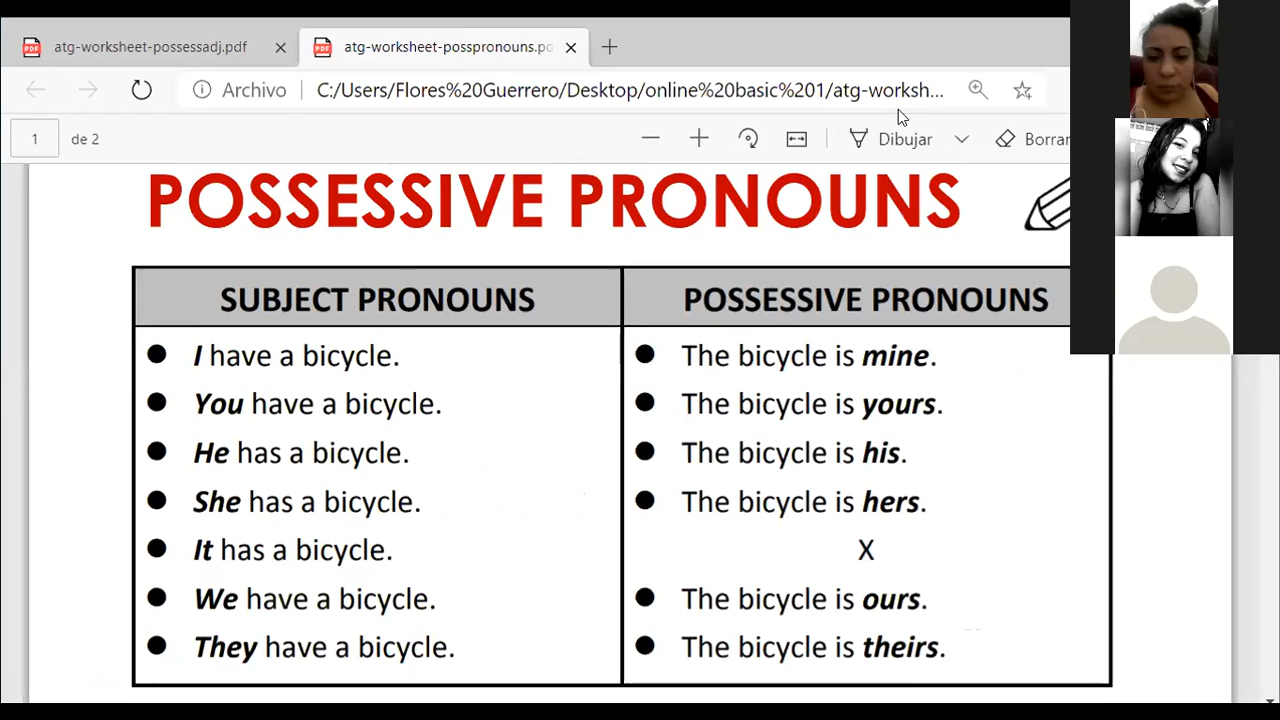 atg-worksheet-possessadj.pdf
atg-worksheet-posspronouns.pd
Archivo | C:/Users/Flores%20Guerrero/Desktop/online%20basic%201/atg-worksh...
1 de 2 Dibujar Borrar
POSSESSIVE PRONOUNS
SUBJECT PRONOUNS POSSESSIVE PRONOUNS
I have a bicycle. The bicycle is mine.
You have a bicycle. The bicycle is yours.
He has a bicycle. The bicycle is his.
She has a bicycle. The bicycle is hers.
It has a bicycle. X
We have a bicycle. The bicycle is ours.
They have a bicycle. The bicycle is theirs.